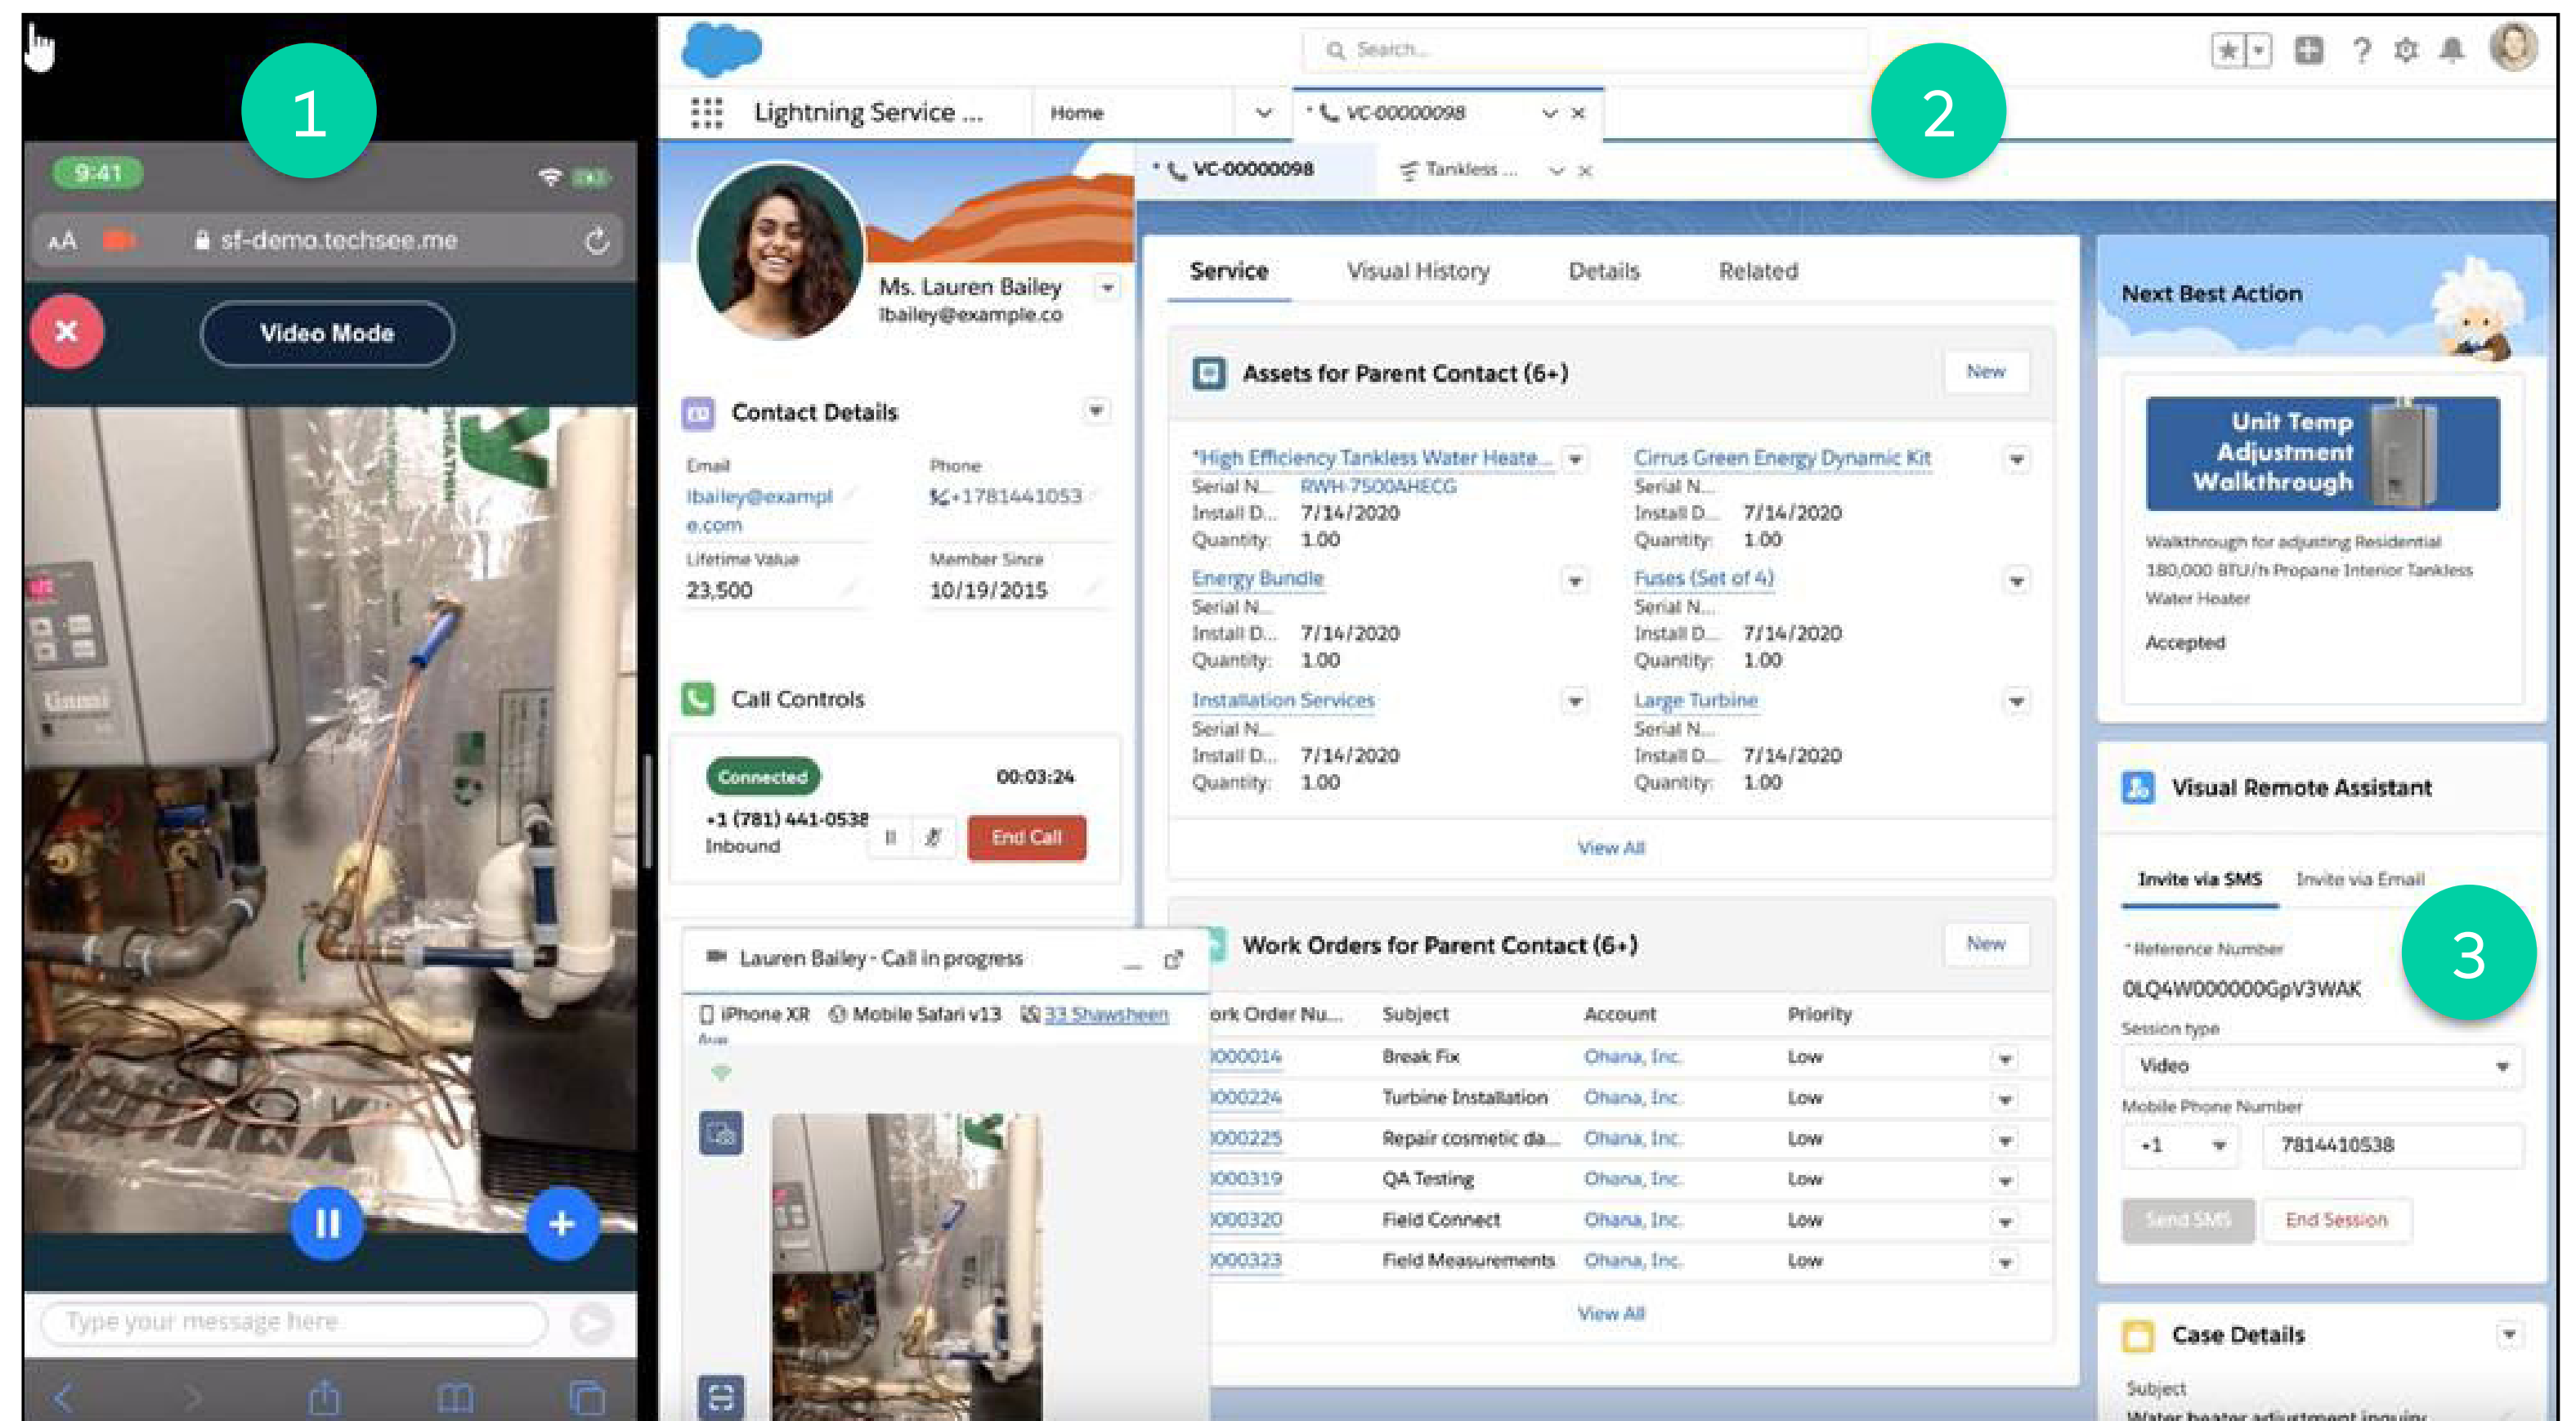 1
9:41
AA sf-demo.techsee.me
Video Mode
Type your message here
Search...
2
Lightning Service ...
Home
* VC-00000098
* VC-00000098
Tankless ...
Ms. Lauren Bailey
lbailey@example.co
Contact Details
Email
lbailey@exampl
e.com
Phone
+1781441053
Lifetime Value
23,500
Member Since
10/19/2015
Call Controls
Connected
00:03:24
+1 (781) 441-0538
Inbound
End Call
Lauren Bailey - Call in progress
iPhone XR Mobile Safari v13 33 Shawsheen
Service Visual History Details Related
Assets for Parent Contact (6+)
New
*High Efficiency Tankless Water Heate...
Serial N... RWH-7500AHECG
Install D... 7/14/2020
Quantity: 1.00
Cirrus Green Energy Dynamic Kit
Serial N...
Install D... 7/14/2020
Quantity: 1.00
Energy Bundle
Serial N...
Install D... 7/14/2020
Quantity: 1.00
Fuses (Set of 4)
Serial N...
Install D... 7/14/2020
Quantity: 1.00
Installation Services
Serial N...
Install D... 7/14/2020
Quantity: 1.00
Large Turbine
Serial N...
Install D... 7/14/2020
Quantity: 1.00
View All
Work Orders for Parent Contact (6+)
New
ork Order Nu... Subject Account Priority
000014 Break Fix Ohana, Inc. Low
000224 Turbine Installation Ohana, Inc. Low
000225 Repair cosmetic da... Ohana, Inc. Low
000319 QA Testing Ohana, Inc. Low
000320 Field Connect Ohana, Inc. Low
000323 Field Measurements Ohana, Inc. Low
View All
Next Best Action
Unit Temp
Adjustment
Walkthrough
Walkthrough for adjusting Residential
180,000 BTU/h Propane Interior Tankless
Water Heater
Accepted
Visual Remote Assistant
Invite via SMS Invite via Email
3
*Reference Number
0LQ4W000000GpV3WAK
Session type
Video
Mobile Phone Number
+1 7814410538
Send SMS End Session
Case Details
Subject
Water heater adjustment inquiry